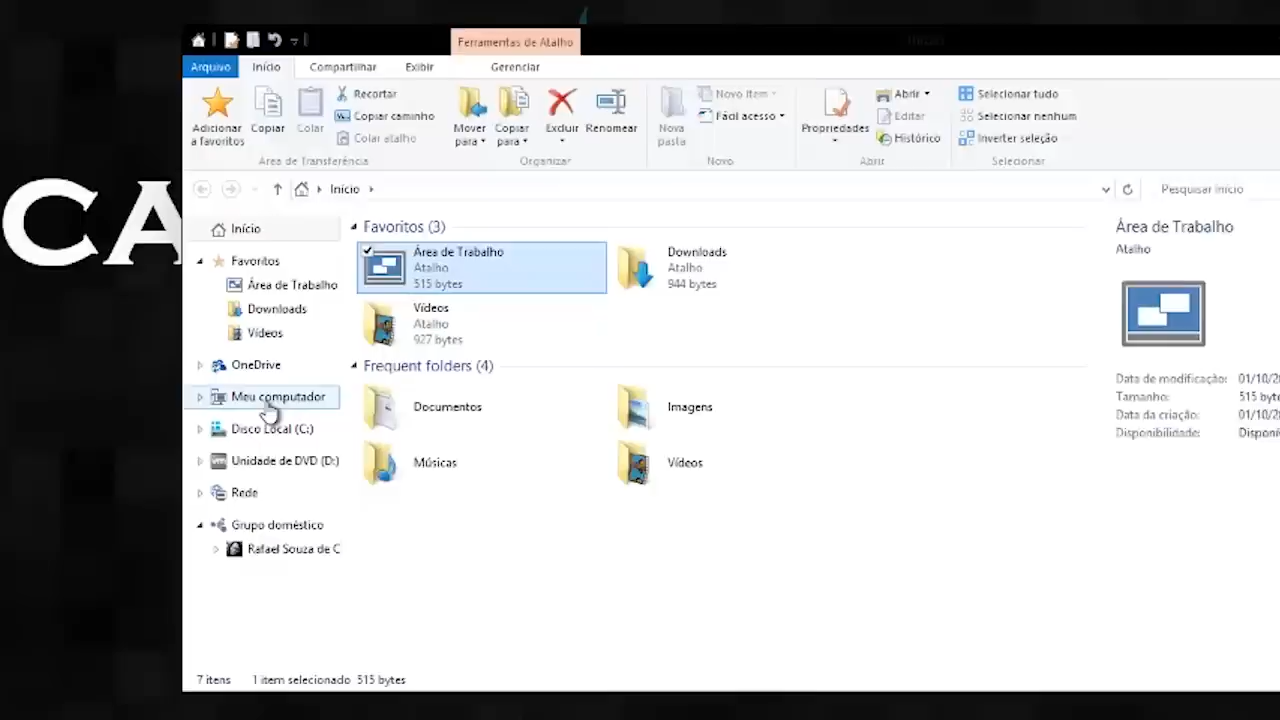 CA
Ferramentas de Atalho
Arquivo Início Compartilhar Exibir Gerenciar
Adicionar a favoritos
Copiar
Colar
Recortar
Copiar caminho
Colar atalho
Área de Transferência
Mover para
Copiar para
Excluir
Renomear
Organizar
Nova pasta
Novo item
Fácil acesso
Novo
Propriedades
Abrir
Editar
Histórico
Abrir
Selecionar tudo
Selecionar nenhum
Inverter seleção
Selecionar
Início
Pesquisar Início
Início
Favoritos
Área de Trabalho
Downloads
Vídeos
OneDrive
Meu computador
Disco Local (C:)
Unidade de DVD (D:)
Rede
Grupo doméstico
Rafael Souza de C
Favoritos (3)
Área de Trabalho
Atalho
515 bytes
Downloads
Atalho
944 bytes
Vídeos
Atalho
927 bytes
Frequent folders (4)
Documentos
Imagens
Músicas
Vídeos
Área de Trabalho
Atalho
Data de modificação: 01/10/2
Tamanho: 515 byte
Data da criação: 01/10/2
Disponibilidade: Disponí
7 itens 1 item selecionado 515 bytes